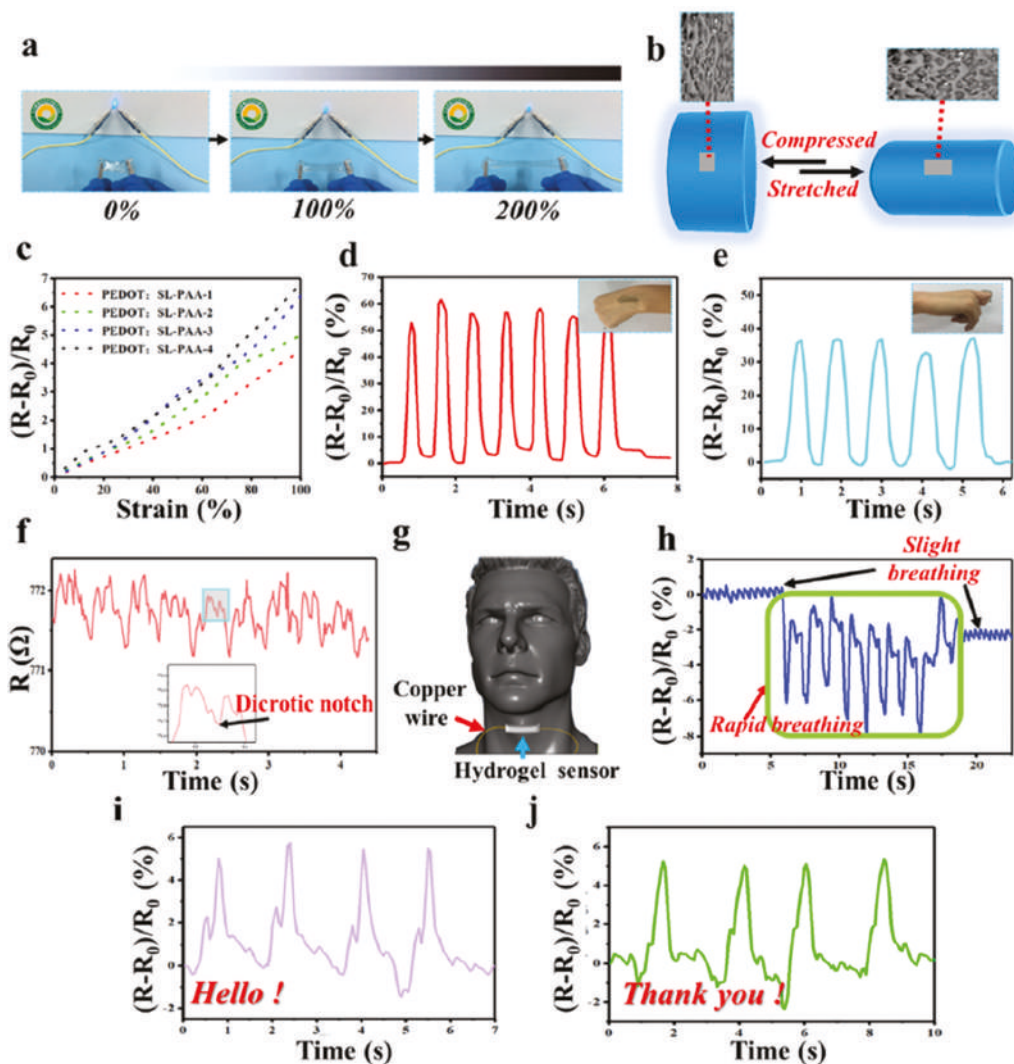 a
0%
100%
200%
b
Compressed
Stretched
c
(R-R₀)/R₀
7
6
5
4
3
2
1
0
PEDOT: SL-PAA-1
PEDOT: SL-PAA-2
PEDOT: SL-PAA-3
PEDOT: SL-PAA-4
0 20 40 60 80 100
Strain (%)
d
(R-R₀)/R₀ (%)
70
60
50
40
30
20
10
0
0 2 4 6 8
Time (s)
e
(R-R₀)/R₀ (%)
50
40
30
20
10
0
0 1 2 3 4 5 6
Time (s)
f
R (Ω)
772
771
770
Dicrotic notch
0 1 2 3 4
Time (s)
g
Copper
wire
Hydrogel sensor
h
(R-R₀)/R₀ (%)
2
0
-2
-4
-6
-8
Slight
breathing
Rapid breathing
0 5 10 15 20
Time (s)
i
(R-R₀)/R₀ (%)
6
4
2
0
-2
Hello !
0 1 2 3 4 5 6 7
Time (s)
j
(R-R₀)/R₀ (%)
6
4
2
0
-2
Thank you !
0 2 4 6 8 10
Time (s)